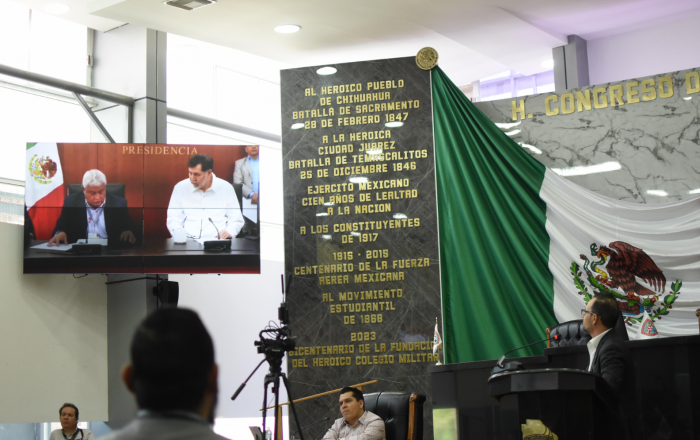 PRESIDENCIA
AL HEROICO PUEBLO
DE CHIHUAHUA
BATALLA DE SACRAMENTO
28 DE FEBRERO 1847
A LA HEROICA
CIUDAD JUÁREZ
BATALLA DE TEMASCALITOS
25 DE DICIEMBRE 1846
EJERCITO MEXICANO
CIEN AÑOS DE LEALTAD
A LA NACION
A LOS CONSTITUYENTES
DE 1917
1915 - 2015
CENTENARIO DE LA FUERZA
AEREA MEXICANA
AL MOVIMIENTO
ESTUDIANTIL
DE 1968
2023
BICENTENARIO DE LA FUNDACIÓN
DEL HEROICO COLEGIO MILITAR
H. CONGRESO D